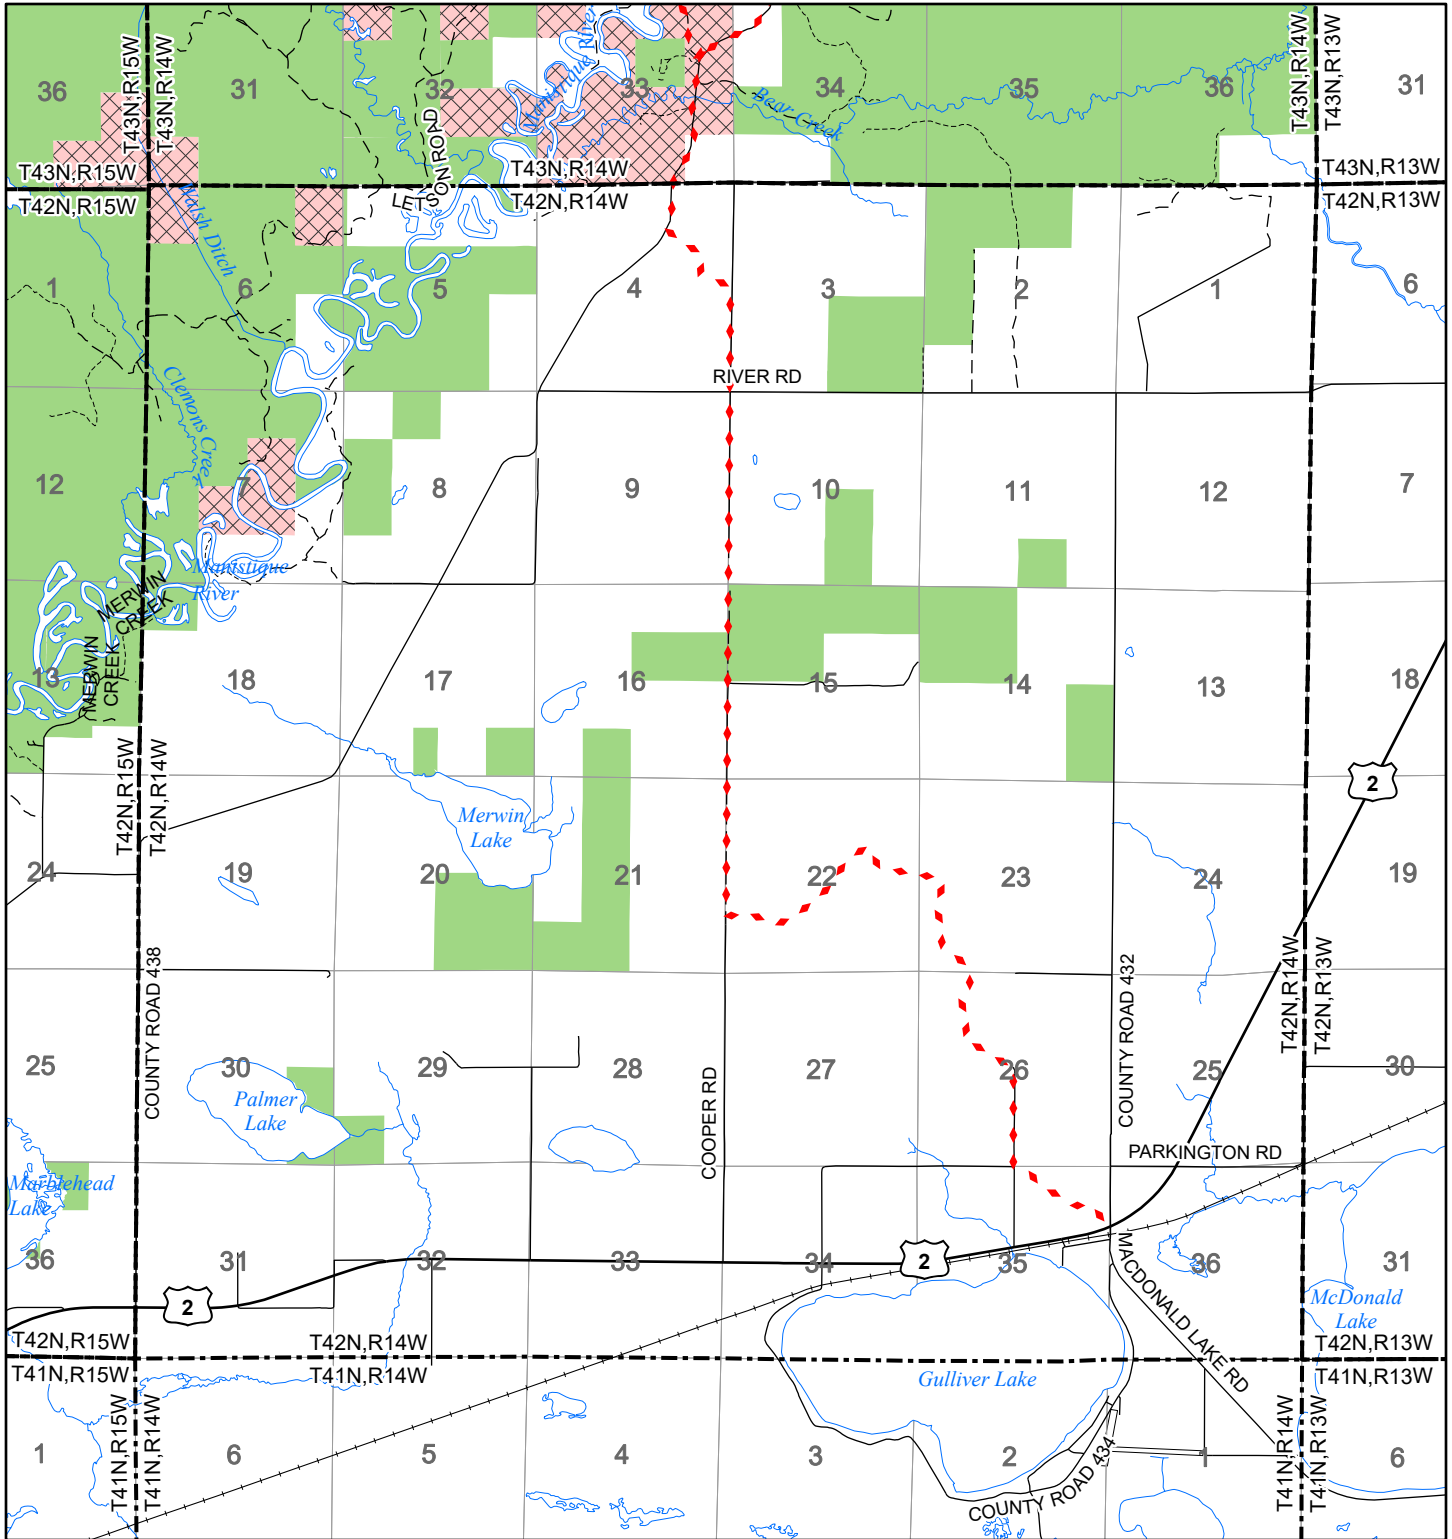 36
T43N,R15W
T43N,R14W
31
32
Manistique River
33
34
Bear Creek
35
36
T43N,R14W
T43N,R13W
31
LETSON ROAD
T43N,R15W
T43N,R14W
T43N,R13W
T42N,R15W
T42N,R14W
T42N,R13W
Walsh Ditch
1
6
5
4
3
2
1
6
RIVER RD
Clemons Cree
12
7
8
9
10
11
12
7
Manistique
River
MERWIN
CREEK
MERWIN
CREEK
13
18
17
16
15
14
13
18
T42N,R15W
T42N,R14W
2
Merwin
Lake
24
19
20
21
22
23
24
19
COUNTY ROAD 438
COUNTY ROAD 432
T42N,R14W
T42N,R13W
25
30
29
28
27
26
25
30
Palmer
Lake
COOPER RD
PARKINGTON RD
Marblehead
Lake
36
31
32
33
34
2
35
36
31
MACDONALD LAKE RD
2
McDonald
Lake
T42N,R15W
T42N,R14W
T42N,R13W
T41N,R15W
T41N,R14W
T41N,R13W
Gulliver Lake
T41N,R15W
T41N,R14W
T41N,R14W
T41N,R13W
1
6
5
4
3
2
1
6
COUNTY ROAD 434